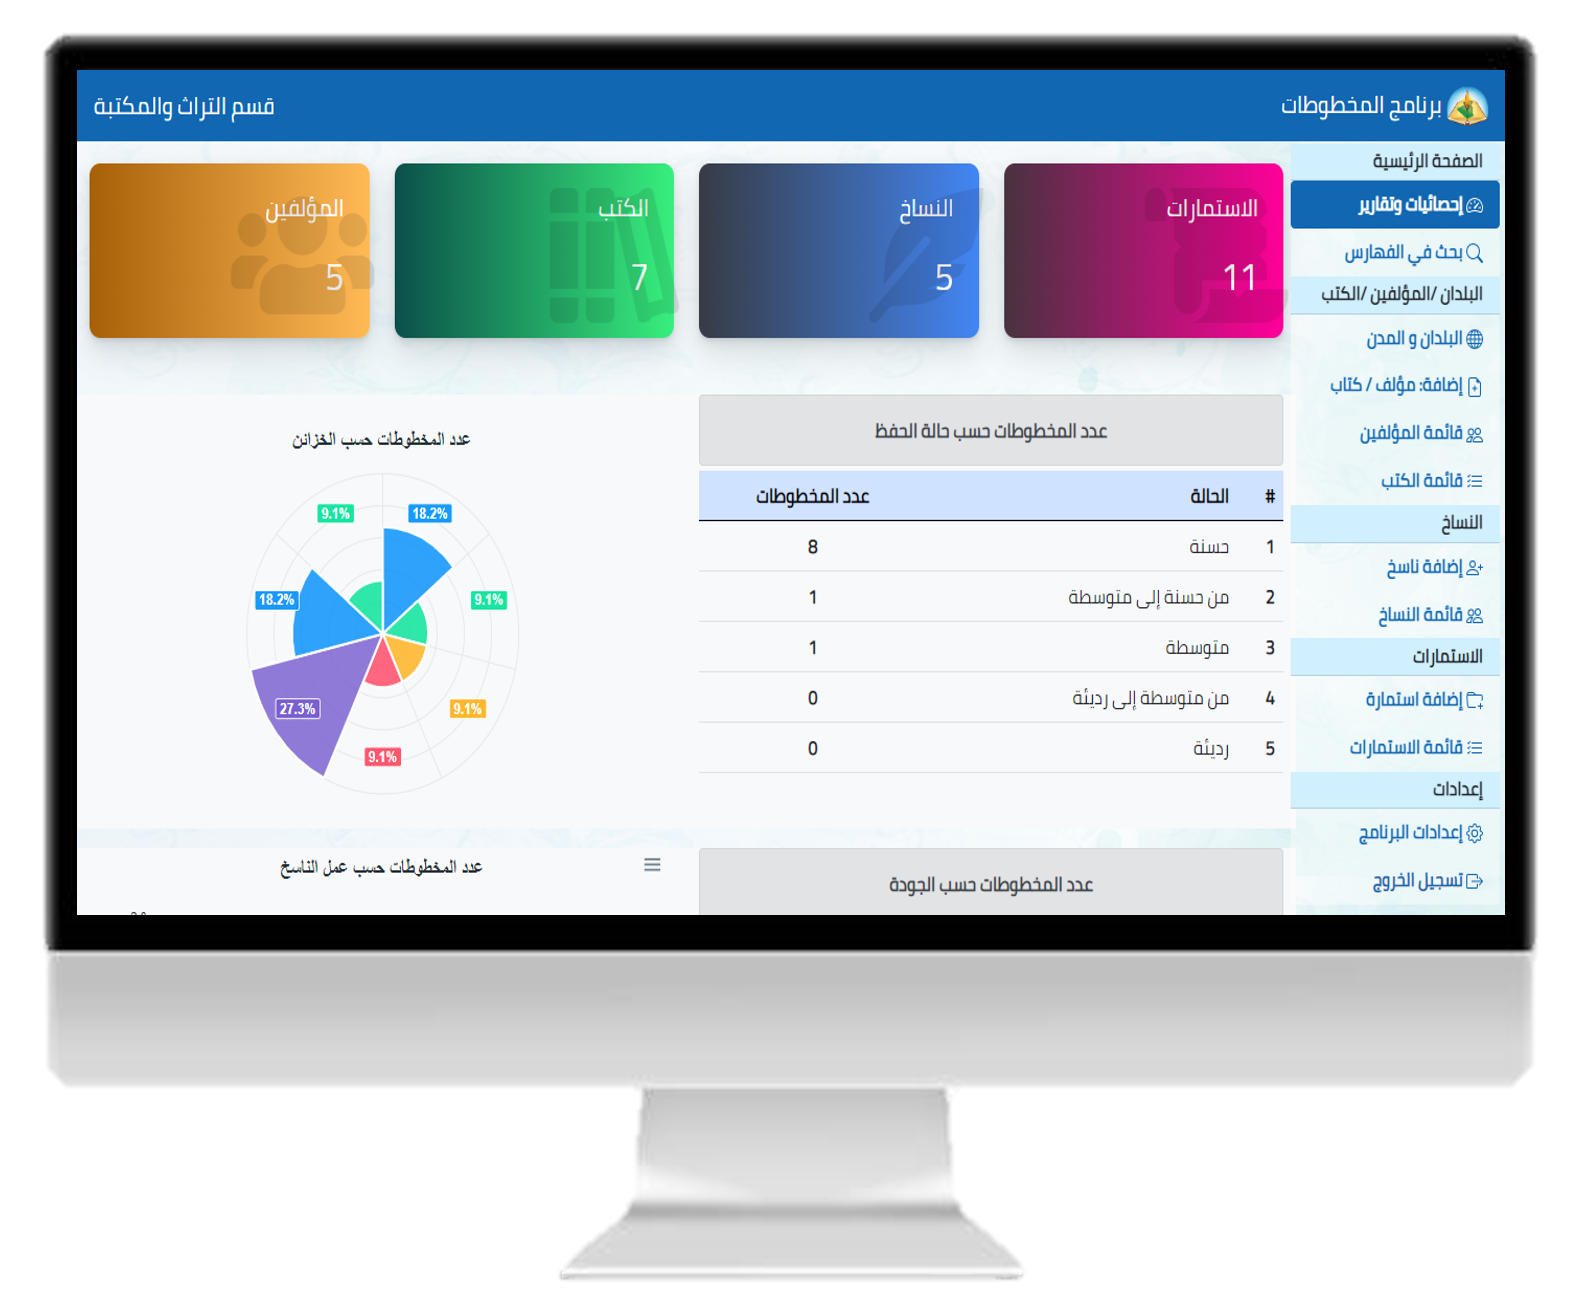 برنامج المخطوطات
قسم التراث والمكتبة
الصفحة الرئيسية
إحصائيات وتقارير
بحث في الفهارس
البلدان /المؤلفين /الكتب
البلدان و المدن
إضافة: مؤلف / كتاب
قائمة المؤلفين
قائمة الكتب
النساخ
إضافة ناسخ
قائمة النساخ
الاستمارات
إضافة استمارة
قائمة الاستمارات
إعدادات
إعدادات البرنامج
تسجيل الخروج
الاستمارات
11
النساخ
5
الكتب
7
المؤلفين
5
عدد المخطوطات حسب حالة الحفظ
# الحالة عدد المخطوطات
1 حسنة 8
2 من حسنة إلى متوسطة 1
3 متوسطة 1
4 من متوسطة إلى رديئة 0
5 رديئة 0
عدد المخطوطات حسب الخزائن
18.2%
9.1%
9.1%
9.1%
27.3%
18.2%
9.1%
عدد المخطوطات حسب الجودة
عدد المخطوطات حسب عمل الناسخ